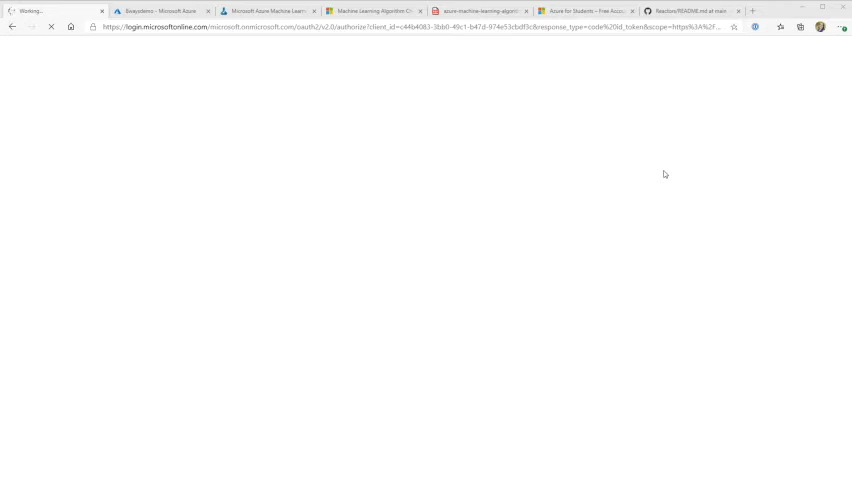 Working...
Ewaystemo - Microsoft Azure
Microsoft Azure Machine Learni
Machine Learning Algorithm Ch
azure-machine-learning-algorith
Azure for Students – Free Accou
Reactors/README.md at main
https://login.microsoftonline.com/microsoft.onmicrosoft.com/oauth2/v2.0/authorize?client_id=c44b4083-3bb0-49c1-b47d-974e53cbdf3c&response_type=code%20id_token&scope=https%3A%2F...